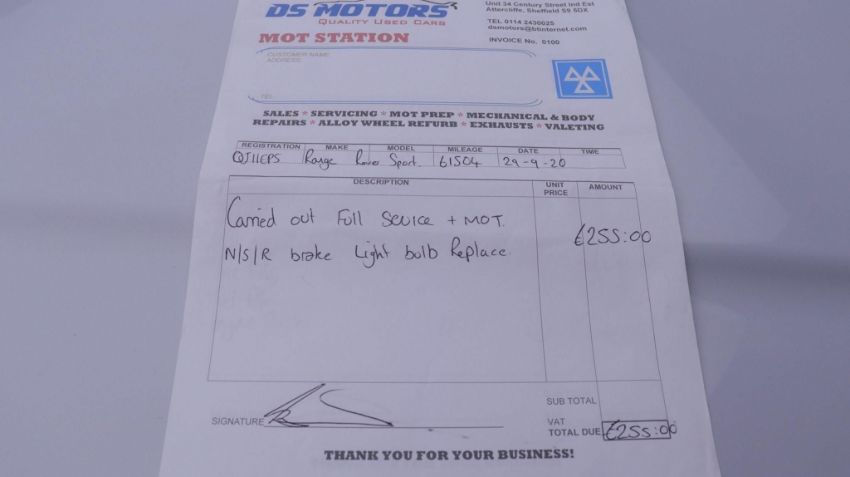 DS MOTORS
QUALITY USED CARS
MOT STATION
Unit 34 Century Street Ind Est
Attercliffe, Sheffield S9 5DX
TEL 0114 2430625
dsmotors@btinternet.com
INVOICE No. 0100
CUSTOMER NAME
ADDRESS
TEL
SALES * SERVICING * MOT PREP * MECHANICAL & BODY
REPAIRS * ALLOY WHEEL REFURB * EXHAUSTS * VALETING
REGISTRATION MAKE MODEL MILEAGE DATE TIME
Range Rover Sport. 61504 29-9-20
DESCRIPTION UNIT PRICE AMOUNT
Carried out Full Service + MOT.
£255:00
N/S/R brake Light bulb Replace.
SUB TOTAL
SIGNATURE
VAT
TOTAL DUE £255:00
THANK YOU FOR YOUR BUSINESS!